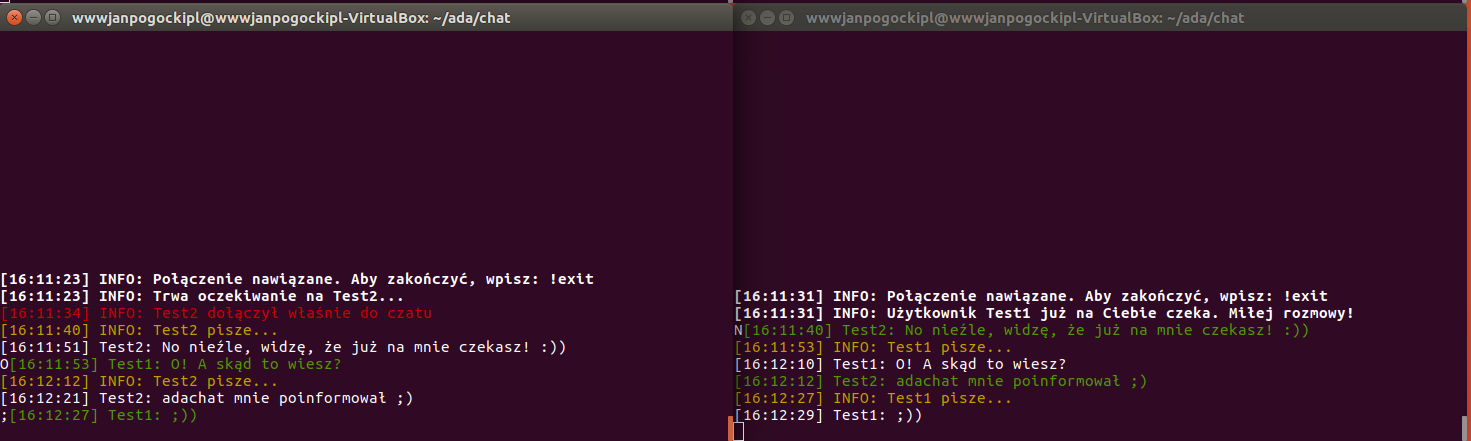 wwwjanpogockipl@wwwjanpogockipl-VirtualBox: ~/ada/chat
[16:11:23] INFO: Połączenie nawiązane. Aby zakończyć, wpisz: !exit
[16:11:23] INFO: Trwa oczekiwanie na Test2...
[16:11:34] INFO: Test2 dołączył właśnie do czatu
[16:11:40] INFO: Test2 pisze...
[16:11:51] Test2: No nieźle, widzę, że już na mnie czekasz! :))
O[16:11:53] Test1: O! A skąd to wiesz?
[16:12:12] INFO: Test2 pisze...
[16:12:21] Test2: adachat mnie poinformował ;)
;[16:12:27] Test1: ;))
wwwjanpogockipl@wwwjanpogockipl-VirtualBox: ~/ada/chat
[16:11:31] INFO: Połączenie nawiązane. Aby zakończyć, wpisz: !exit
[16:11:31] INFO: Użytkownik Test1 już na Ciebie czeka. Miłej rozmowy!
N[16:11:40] Test2: No nieźle, widzę, że już na mnie czekasz! :))
[16:11:53] INFO: Test1 pisze...
[16:12:10] Test1: O! A skąd to wiesz?
[16:12:12] Test2: adachat mnie poinformował ;)
[16:12:27] INFO: Test1 pisze...
[16:12:29] Test1: ;))